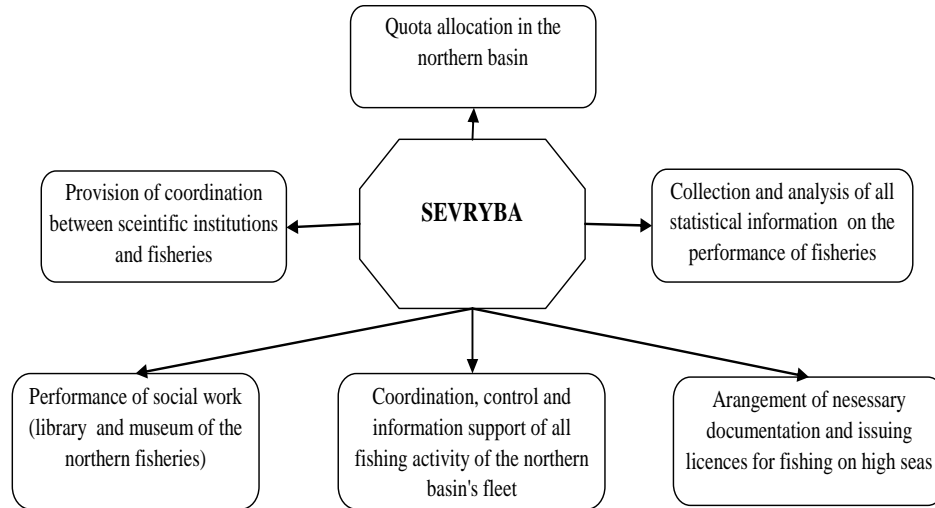 Quota allocation in the
northern basin
Provision of coordination
between sceintific institutions
and fisheries
SEVRYBA
Collection and analysis of all
statistical information on the
performance of fisheries
Performance of social work
(library and museum of the
northern fisheries)
Coordination, control and
information support of all
fishing activity of the northern
basin's fleet
Arangement of nesessary
documentation and issuing
licences for fishing on high seas